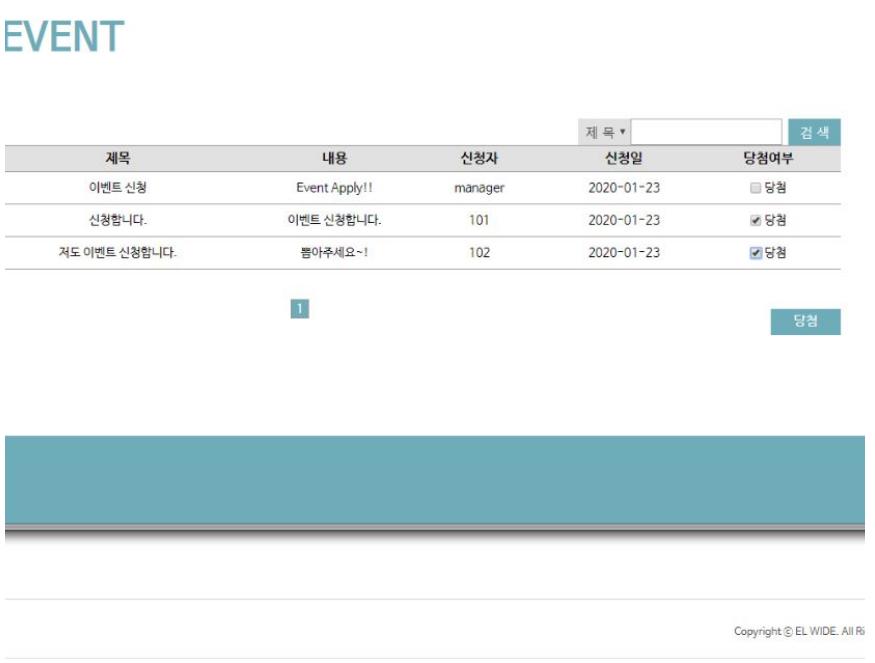 EVENT
제 목 검 색
제목 내용 신청자 신청일 당첨여부
이벤트 신청 Event Apply!! manager 2020-01-23 당첨
신청합니다. 이벤트 신청합니다. 101 2020-01-23 당첨
저도 이벤트 신청합니다. 뽑아주세요~! 102 2020-01-23 당첨
1
당첨
Copyright ⓒ EL WIDE. All Ri